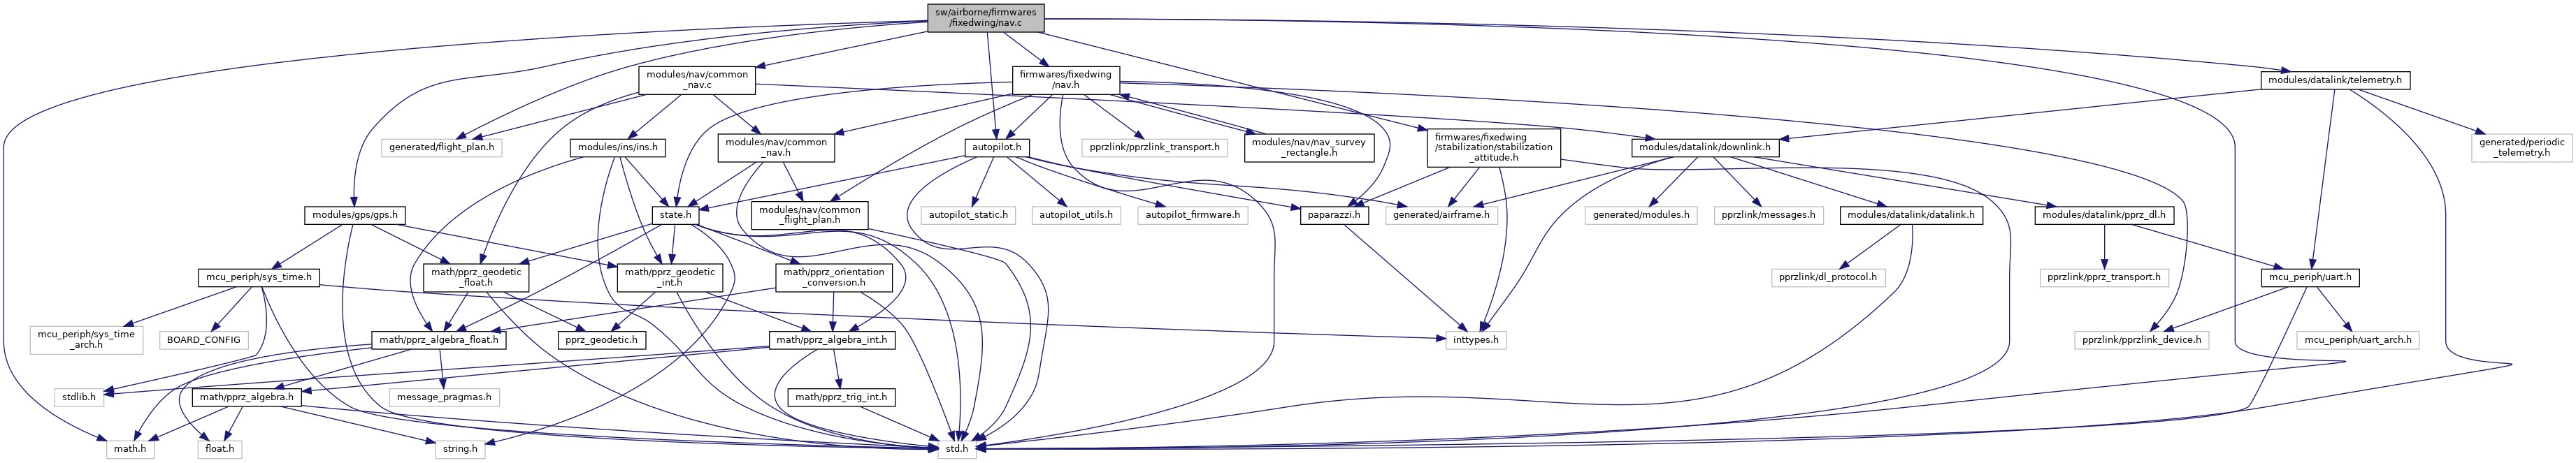 sw/airborne/firmwares
/fixedwing/nav.c
modules/nav/common
_nav.c
firmwares/fixedwing
/nav.h
modules/datalink/telemetry.h
generated/flight_plan.h
modules/ins/ins.h
modules/nav/common
_nav.h
autopilot.h
pprzlink/pprzlink_transport.h
modules/nav/nav_survey
_rectangle.h
firmwares/fixedwing
/stabilization/stabilization
_attitude.h
modules/datalink/downlink.h
generated/periodic
_telemetry.h
modules/gps/gps.h
state.h
modules/nav/common
_flight_plan.h
autopilot_static.h
autopilot_utils.h
autopilot_firmware.h
paparazzi.h
generated/airframe.h
generated/modules.h
pprzlink/messages.h
modules/datalink/datalink.h
modules/datalink/pprz_dl.h
mcu_periph/sys_time.h
math/pprz_geodetic
_float.h
math/pprz_geodetic
_int.h
math/pprz_orientation
_conversion.h
pprzlink/dl_protocol.h
pprzlink/pprz_transport.h
mcu_periph/uart.h
mcu_periph/sys_time
_arch.h
BOARD_CONFIG
math/pprz_algebra_float.h
pprz_geodetic.h
math/pprz_algebra_int.h
inttypes.h
pprzlink/pprzlink_device.h
mcu_periph/uart_arch.h
stdlib.h
math/pprz_algebra.h
message_pragmas.h
math/pprz_trig_int.h
math.h
float.h
string.h
std.h